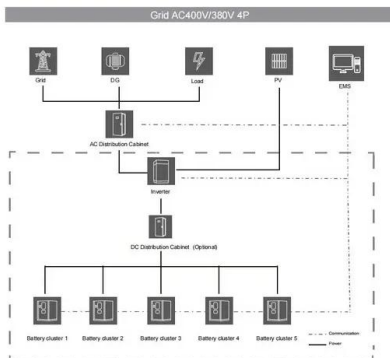 Grid AC400V/380V 4P
Grid
DG
Load
PV
EMS
AC Distribution Cabinet
Inverter
DC Distribution Cabinet (Optional)
Battery cluster 1
Battery cluster 2
Battery cluster 3
Battery cluster 4
Battery cluster 5
Communication
Power